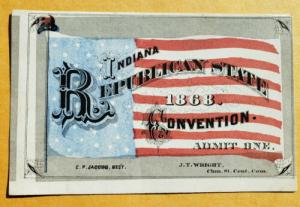 Indiana
Republican State
1868.
Convention.
Admit One.
C. P. JACOBS, SECY.
J. T. WRIGHT,
Chm. St. Cent. Com.